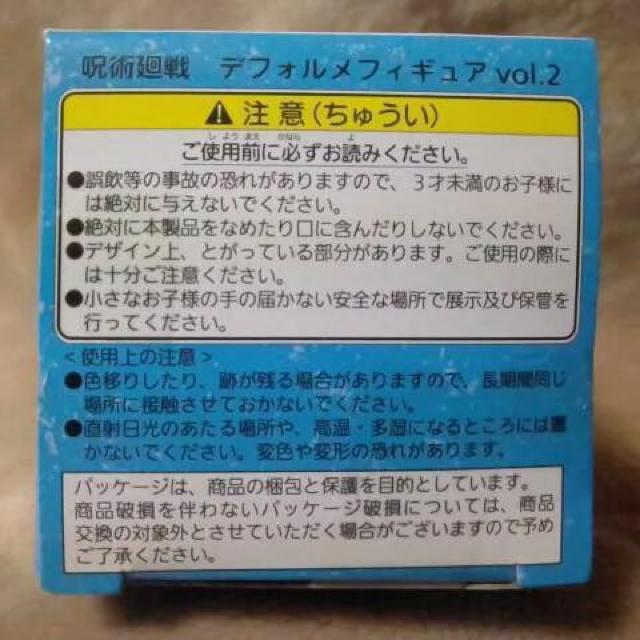 呪術廻戦　デフォルメフィギュア vol.2
⚠ 注意(ちゅうい)
しようまえ かなら よ
ご使用前に必ずお読みください。
●誤飲等の事故の恐れがありますので、３才未満のお子様に
は絶対に与えないでください。
●絶対に本製品をなめたり口に含んだりしないでください。
●デザイン上、とがっている部分があります。ご使用の際に
は十分ご注意ください。
●小さなお子様の手の届かない安全な場所で展示及び保管を
行ってください。
<使用上の注意>
●色移りしたり、跡が残る場合がありますので、長期間同じ
場所に接触させておかないでください。
●直射日光のあたる場所や、高温・多湿になるところには置
かないでください。変色や変形の恐れがあります。
パッケージは、商品の梱包と保護を目的としています。
商品破損を伴わないパッケージ破損については、商品
交換の対象外とさせていただく場合がございますので予め
ご了承ください。